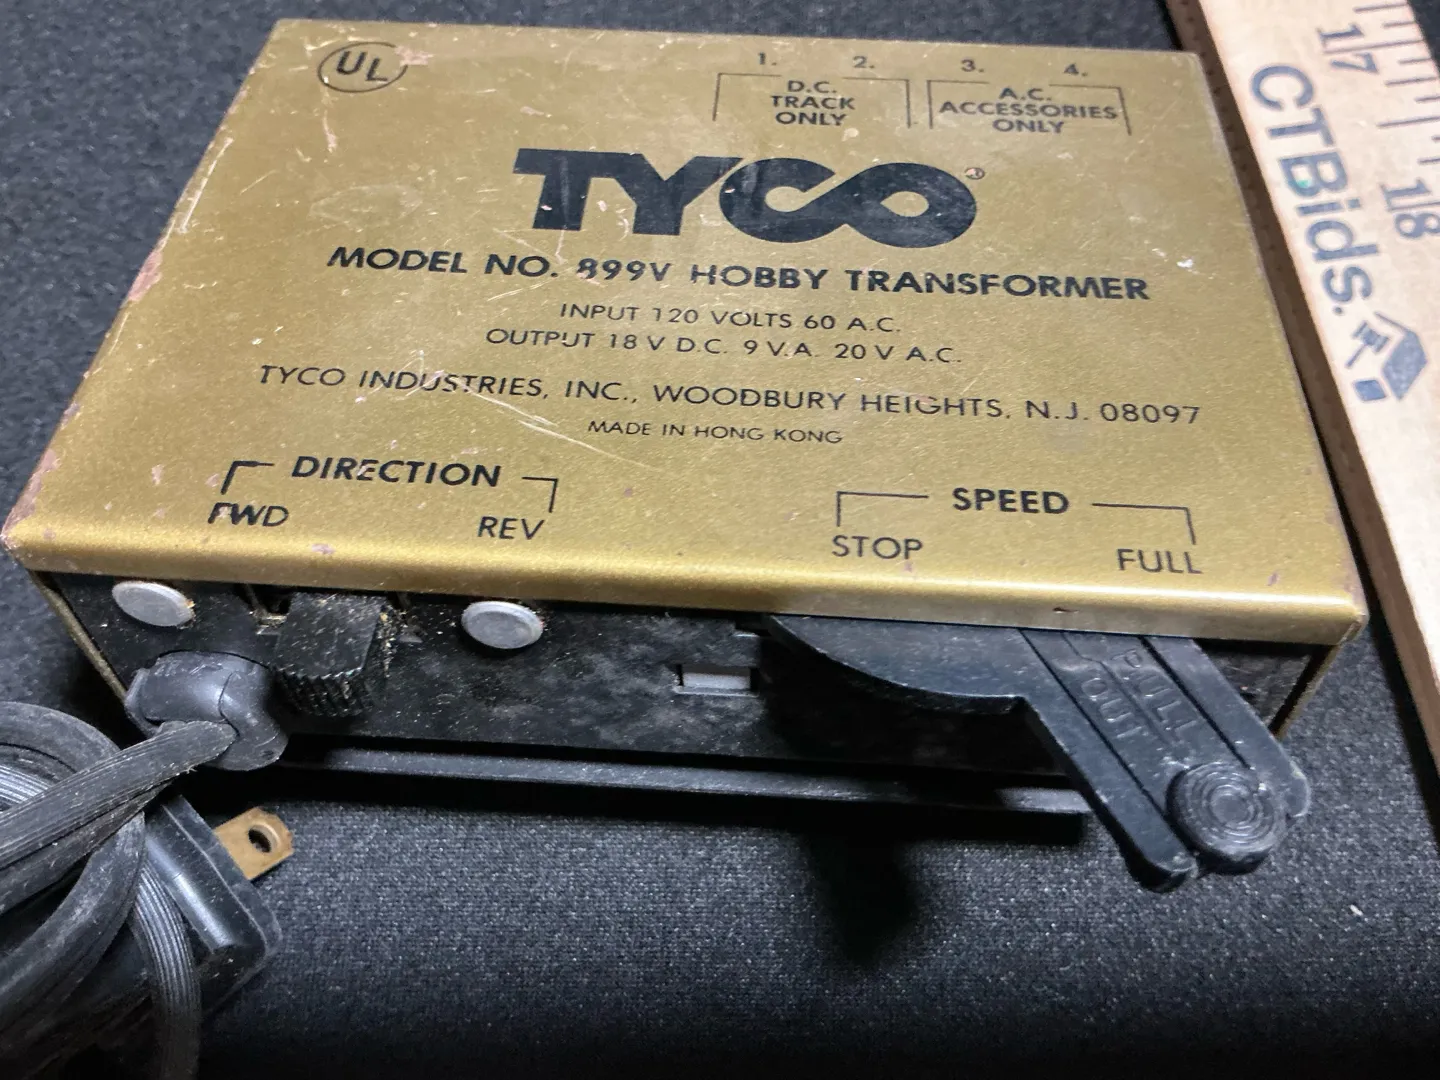 UL
1. 2. 3. 4.
D.C.
TRACK
ONLY
A.C.
ACCESSORIES
ONLY
TYCO®
MODEL NO. 899V HOBBY TRANSFORMER
INPUT 120 VOLTS 60 A.C.
OUTPUT 18 V D.C. 9 V.A. 20 V A.C.
TYCO INDUSTRIES, INC., WOODBURY HEIGHTS, N.J. 08097
MADE IN HONG KONG
DIRECTION
FWD REV
SPEED
STOP FULL
PULL
OUT
17
18
CTBids.